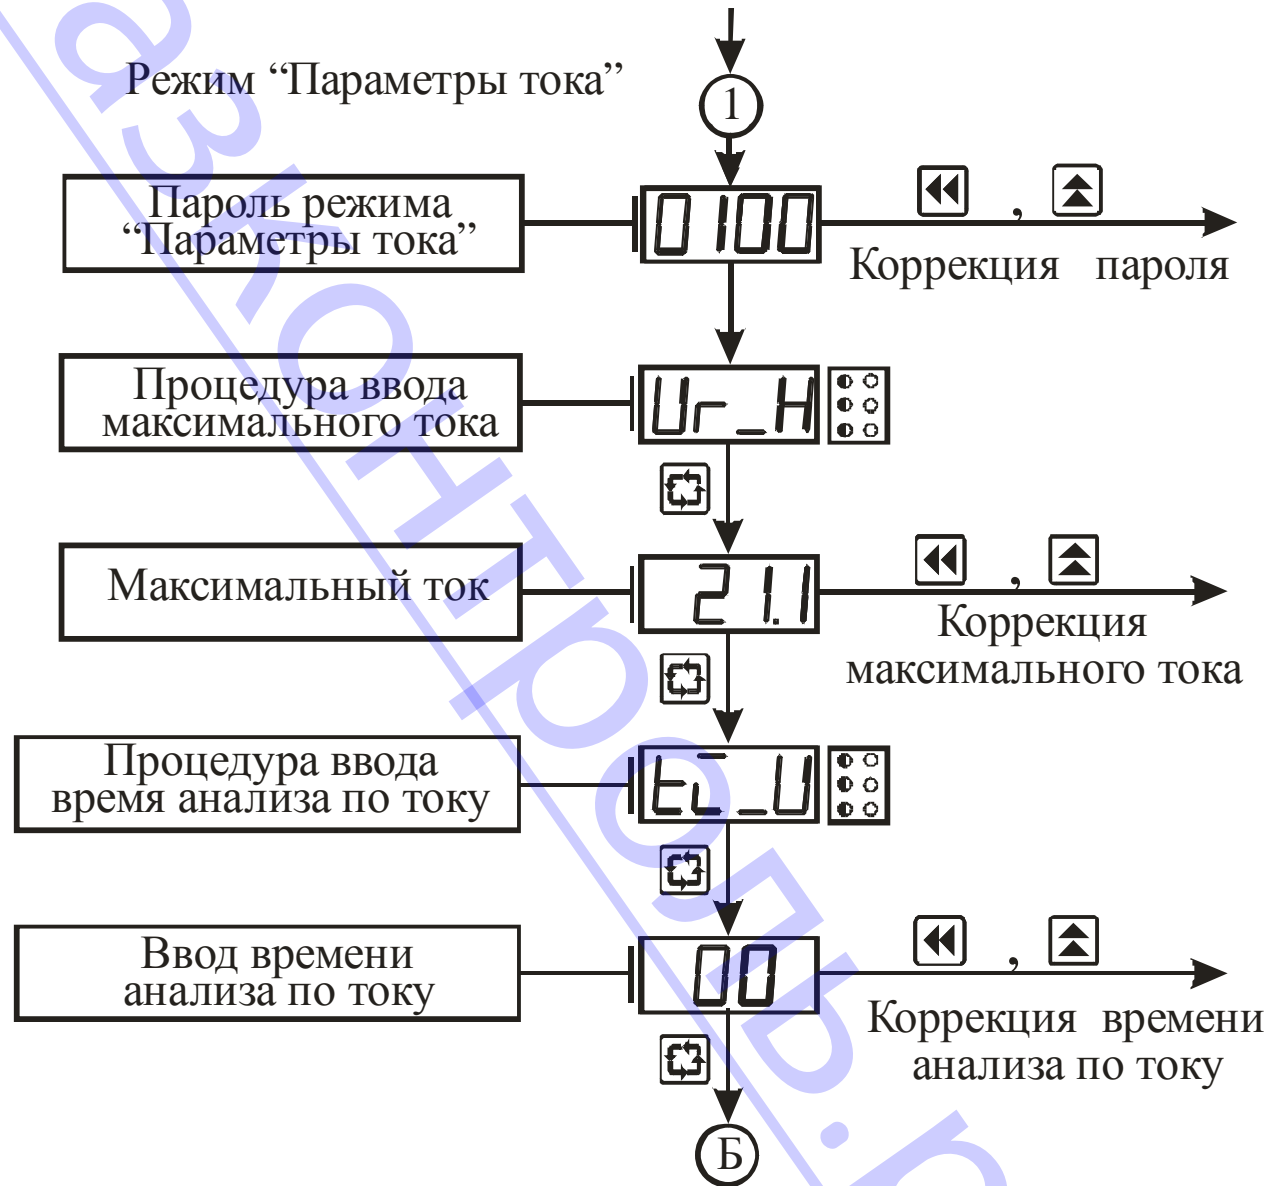 Режим “Параметры тока”
1
Пароль режима
“Параметры тока”
0100
,
Коррекция пароля
Процедура ввода
максимального тока
Ur_H
Максимальный ток
21.1
,
Коррекция
максимального тока
Процедура ввода
время анализа по току
Ввод времени
анализа по току
00
,
Коррекция времени
анализа по току
Б
азконтроль.р